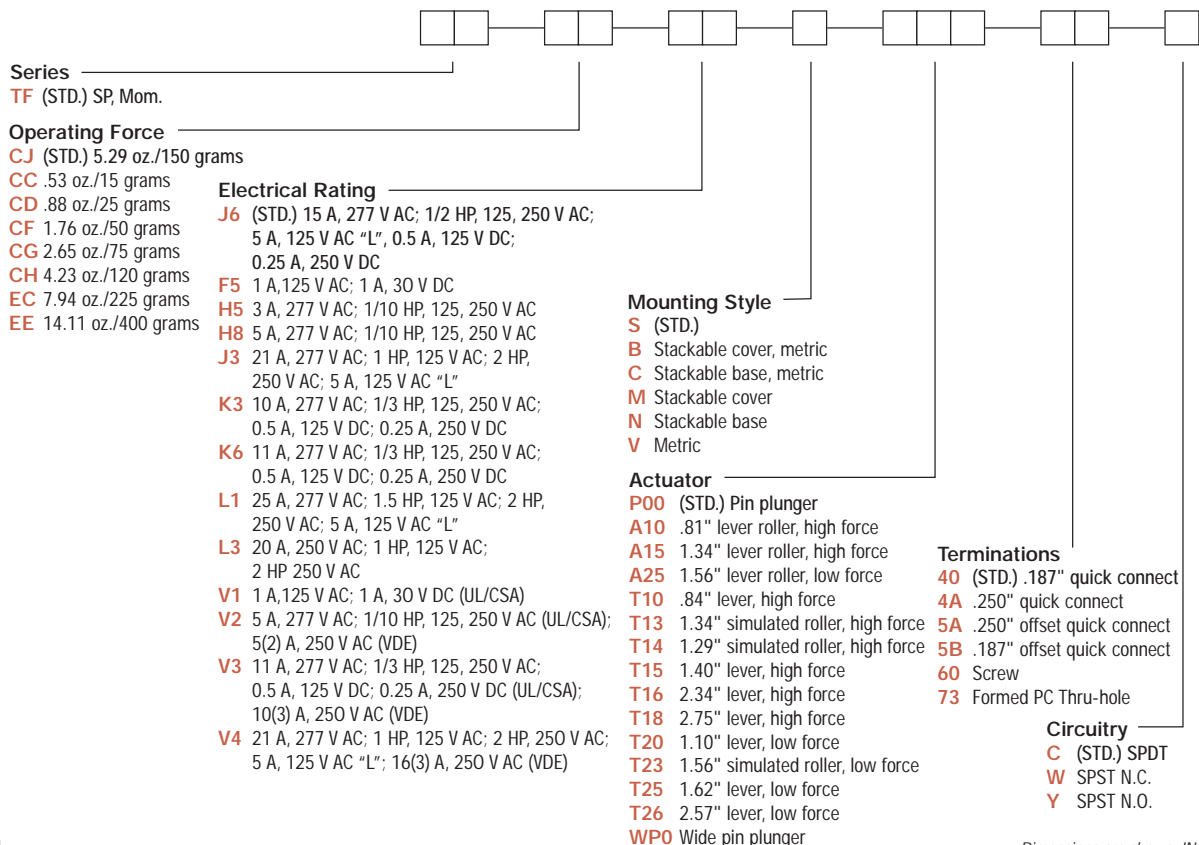 Series
TF (STD.) SP, Mom.
Operating Force
CJ (STD.) 5.29 oz./150 grams
CC .53 oz./15 grams
CD .88 oz./25 grams
CF 1.76 oz./50 grams
CG 2.65 oz./75 grams
CH 4.23 oz./120 grams
EC 7.94 oz./225 grams
EE 14.11 oz./400 grams
Electrical Rating
J6 (STD.) 15 A, 277 V AC; 1/2 HP, 125, 250 V AC;
5 A, 125 V AC “L”, 0.5 A, 125 V DC;
0.25 A, 250 V DC
F5 1 A,125 V AC; 1 A, 30 V DC
H5 3 A, 277 V AC; 1/10 HP, 125, 250 V AC
H8 5 A, 277 V AC; 1/10 HP, 125, 250 V AC
J3 21 A, 277 V AC; 1 HP, 125 V AC; 2 HP,
250 V AC; 5 A, 125 V AC “L”
K3 10 A, 277 V AC; 1/3 HP, 125, 250 V AC;
0.5 A, 125 V DC; 0.25 A, 250 V DC
K6 11 A, 277 V AC; 1/3 HP, 125, 250 V AC;
0.5 A, 125 V DC; 0.25 A, 250 V DC
L1 25 A, 277 V AC; 1.5 HP, 125 V AC; 2 HP,
250 V AC; 5 A, 125 V AC “L”
L3 20 A, 250 V AC; 1 HP, 125 V AC;
2 HP 250 V AC
V1 1 A,125 V AC; 1 A, 30 V DC (UL/CSA)
V2 5 A, 277 V AC; 1/10 HP, 125, 250 V AC (UL/CSA);
5(2) A, 250 V AC (VDE)
V3 11 A, 277 V AC; 1/3 HP, 125, 250 V AC;
0.5 A, 125 V DC; 0.25 A, 250 V DC (UL/CSA);
10(3) A, 250 V AC (VDE)
V4 21 A, 277 V AC; 1 HP, 125 V AC; 2 HP, 250 V AC;
5 A, 125 V AC “L”; 16(3) A, 250 V AC (VDE)
Mounting Style
S (STD.)
B Stackable cover, metric
C Stackable base, metric
M Stackable cover
N Stackable base
V Metric
Actuator
P00 (STD.) Pin plunger
A10 .81" lever roller, high force
A15 1.34" lever roller, high force
A25 1.56" lever roller, low force
T10 .84" lever, high force
T13 1.34" simulated roller, high force
T14 1.29" simulated roller, high force
T15 1.40" lever, high force
T16 2.34" lever, high force
T18 2.75" lever, high force
T20 1.10" lever, low force
T23 1.56" simulated roller, low force
T25 1.62" lever, low force
T26 2.57" lever, low force
WP0 Wide pin plunger
Terminations
40 (STD.) .187" quick connect
4A .250" quick connect
5A .250" offset quick connect
5B .187" offset quick connect
60 Screw
73 Formed PC Thru-hole
Circuitry
C (STD.) SPDT
W SPST N.C.
Y SPST N.O.